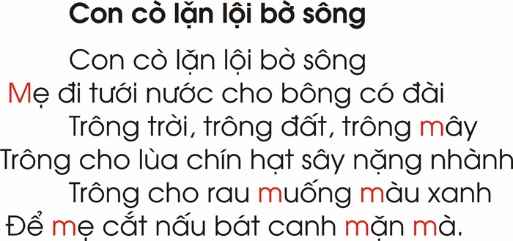 Con cò lặn lội bờ sông
Con cò lặn lội bờ sông
Mẹ đi tưới nước cho bông có đài
Trông trời, trông đất, trông mây
Trông cho lùa chín hạt sây nặng nhành
Trông cho rau muống màu xanh
Để mẹ cắt nấu bát canh mặn mà.